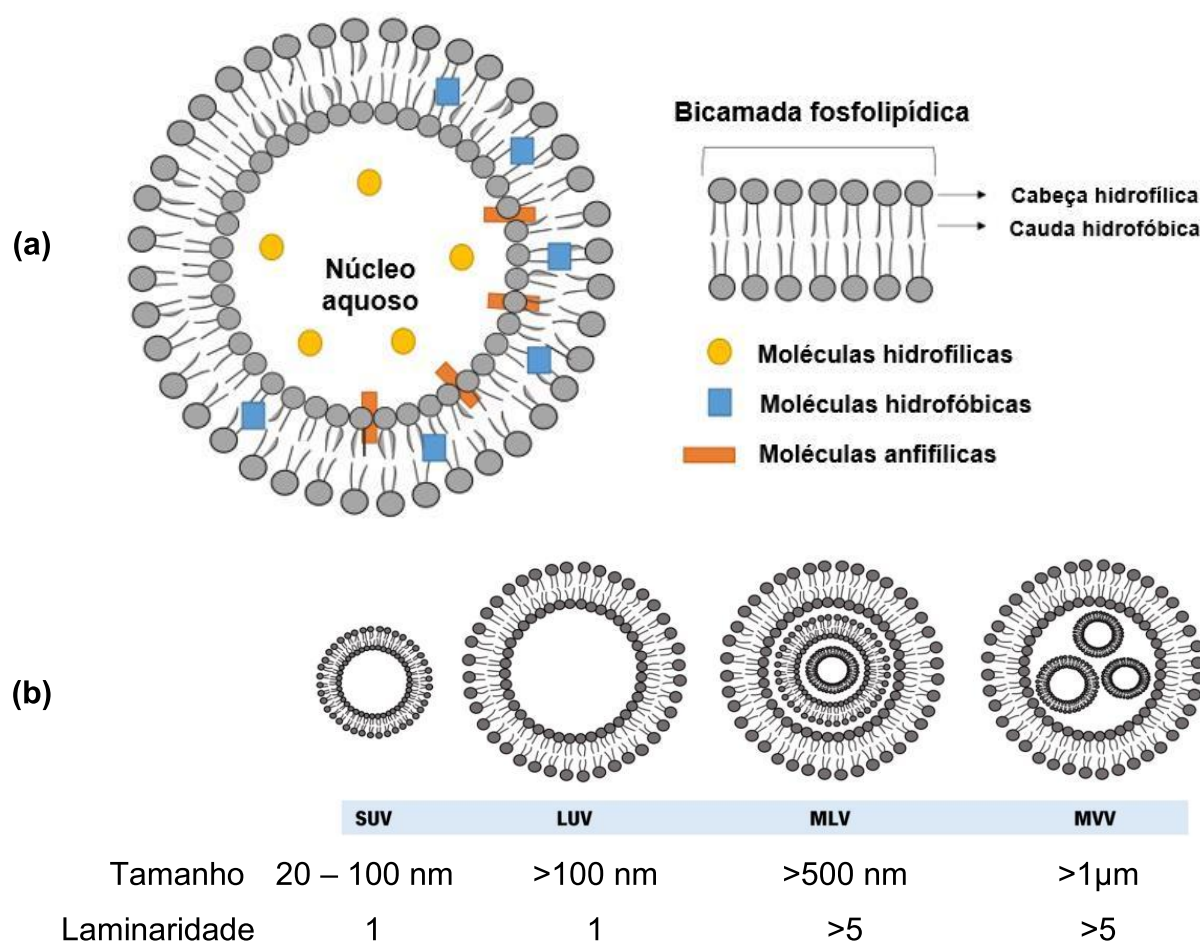 (a)
Núcleo
aquoso
Bicamada fosfolipídica
Cabeça hidrofílica
Cauda hidrofóbica
Moléculas hidrofílicas
Moléculas hidrofóbicas
Moléculas anfifílicas
(b)
SUV LUV MLV MVV
Tamanho 20 – 100 nm >100 nm >500 nm >1µm
Laminaridade 1 1 >5 >5